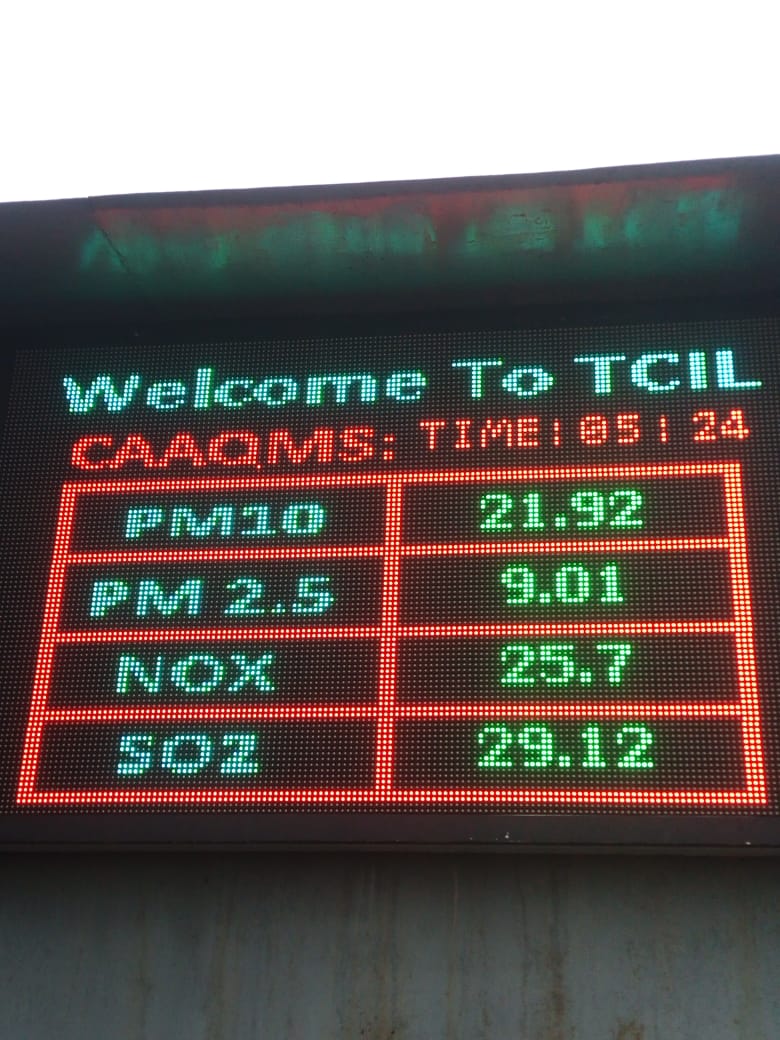 Welcome To TCIL
CAAQMS: TIME|05|24
PM10 21.92
PM 2.5 9.01
NOX 25.7
SO2 29.12